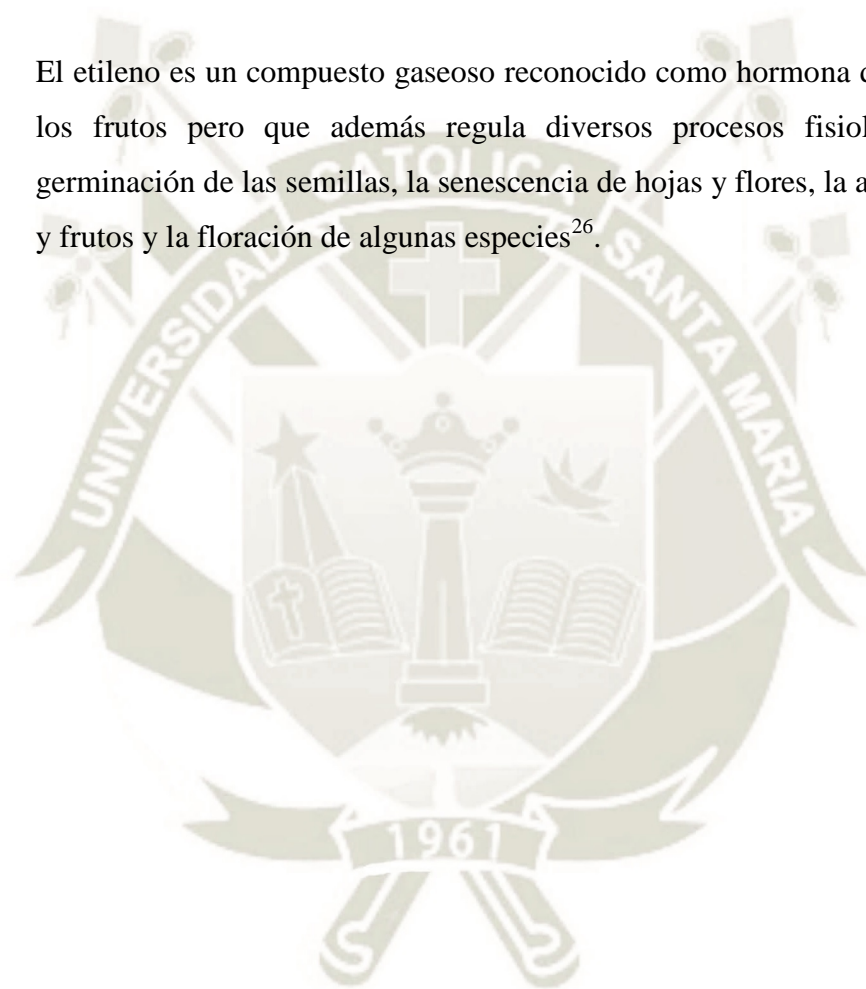 El etileno es un compuesto gaseoso reconocido como hormona
los frutos pero que además regula diversos procesos
germinación de las semillas, la senescencia de hojas y flores, la
y frutos y la floración de algunas especies²⁶.
UNIVERSIDAD CATOLICA SANTA MARIA
1961